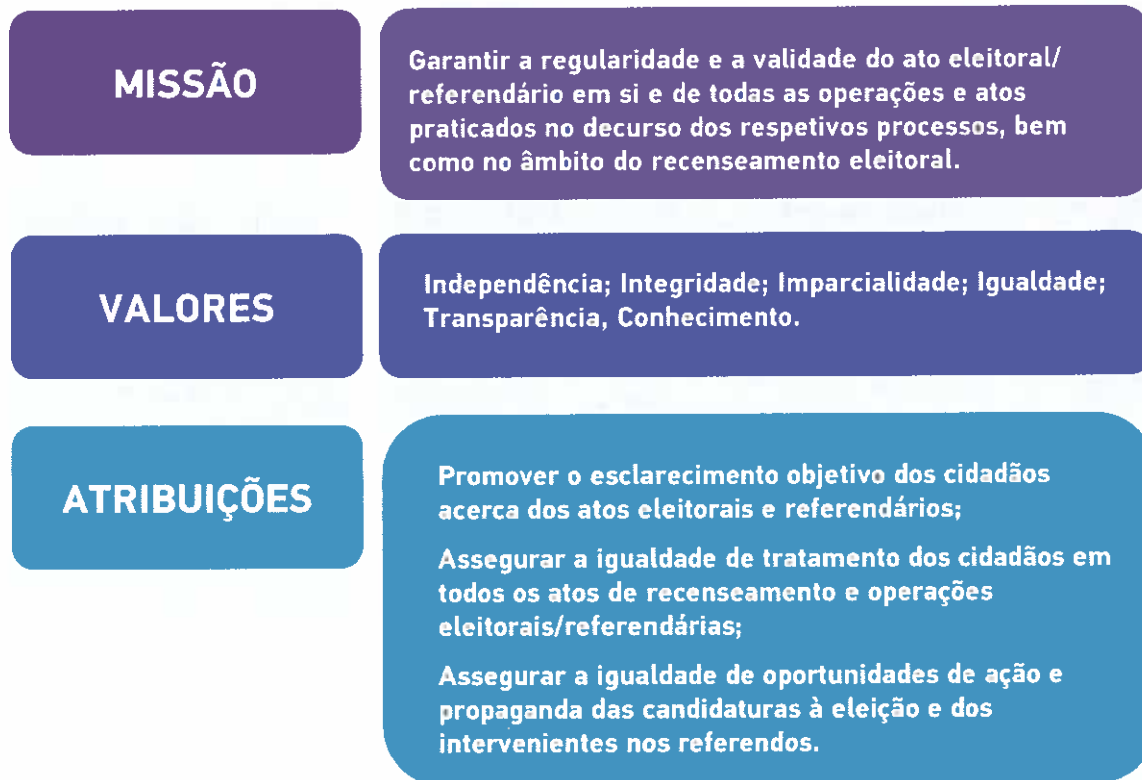 MISSÃO
Garantir a regularidade e a validade do ato eleitoral/
referendário em si e de todas as operações e atos
praticados no decurso dos respetivos processos, bem
como no âmbito do recenseamento eleitoral.
VALORES
Independência; Integridade; Imparcialidade; Igualdade;
Transparência, Conhecimento.
ATRIBUIÇÕES
Promover o esclarecimento objetivo dos cidadãos
acerca dos atos eleitorais e referendários;
Assegurar a igualdade de tratamento dos cidadãos em
todos os atos de recenseamento e operações
eleitorais/referendárias;
Assegurar a igualdade de oportunidades de ação e
propaganda das candidaturas à eleição e dos
intervenientes nos referendos.